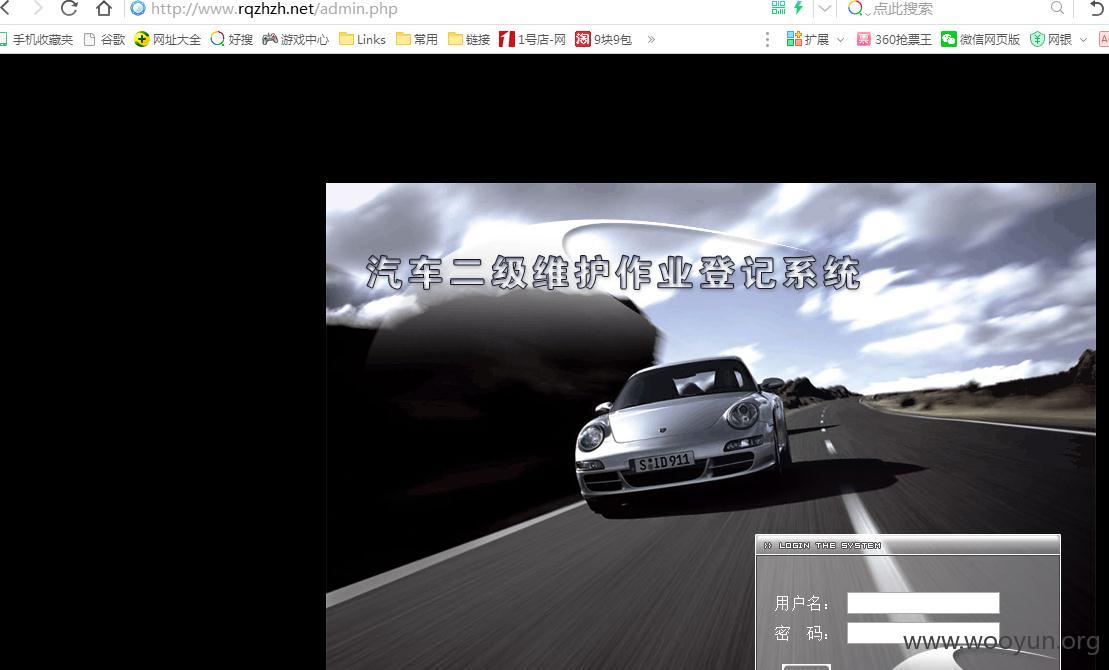 http://www.rqzhzh.net/admin.php
点此搜索
手机收藏夹 谷歌 网址大全 好搜 游戏中心 Links 常用 链接 1号店-网 9块9包 » 扩展 360抢票王 微信网页版 网银
汽车二级维护作业登记系统
S·ID911
LOGIN THE SYSTEM
用户名：
密 码：
www.wooyun.org